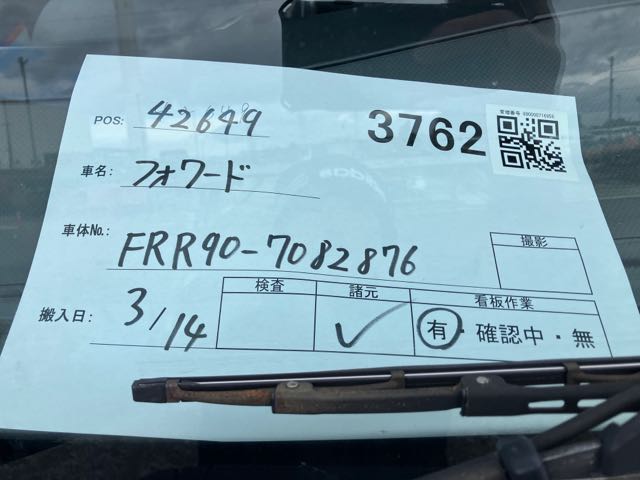 POS: 42649
3762
車名: フォワード
車体No.: FRR90-7082876
撮影
搬入日: 3/14
検査 諸元 看板作業
✓ 有・確認中・無